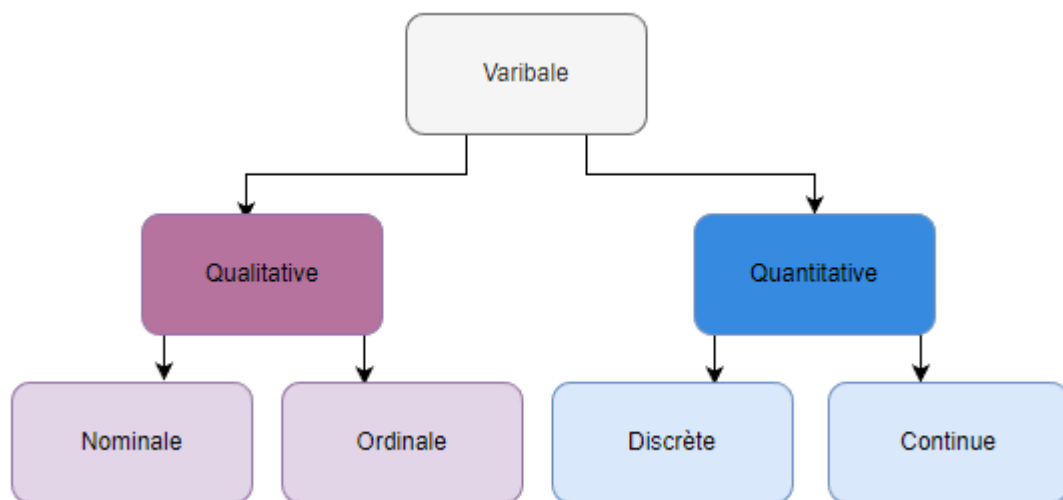 Varibale
Qualitative
Quantitative
Nominale
Ordinale
Discrète
Continue